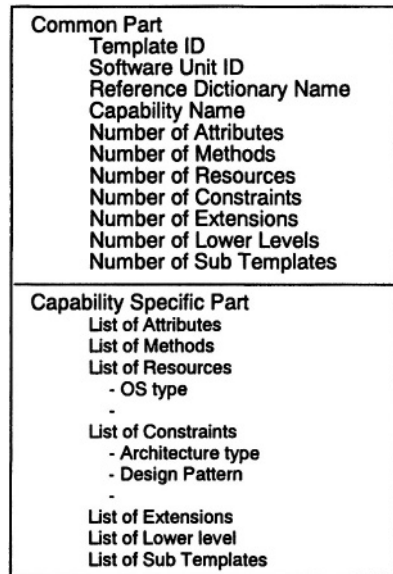 Common Part
Template ID
Software Unit ID
Reference Dictionary Name
Capability Name
Number of Attributes
Number of Methods
Number of Resources
Number of Constraints
Number of Extensions
Number of Lower Levels
Number of Sub Templates
Capability Specific Part
List of Attributes
List of Methods
List of Resources
- OS type
-
List of Constraints
- Architecture type
- Design Pattern
-
List of Extensions
List of Lower level
List of Sub Templates